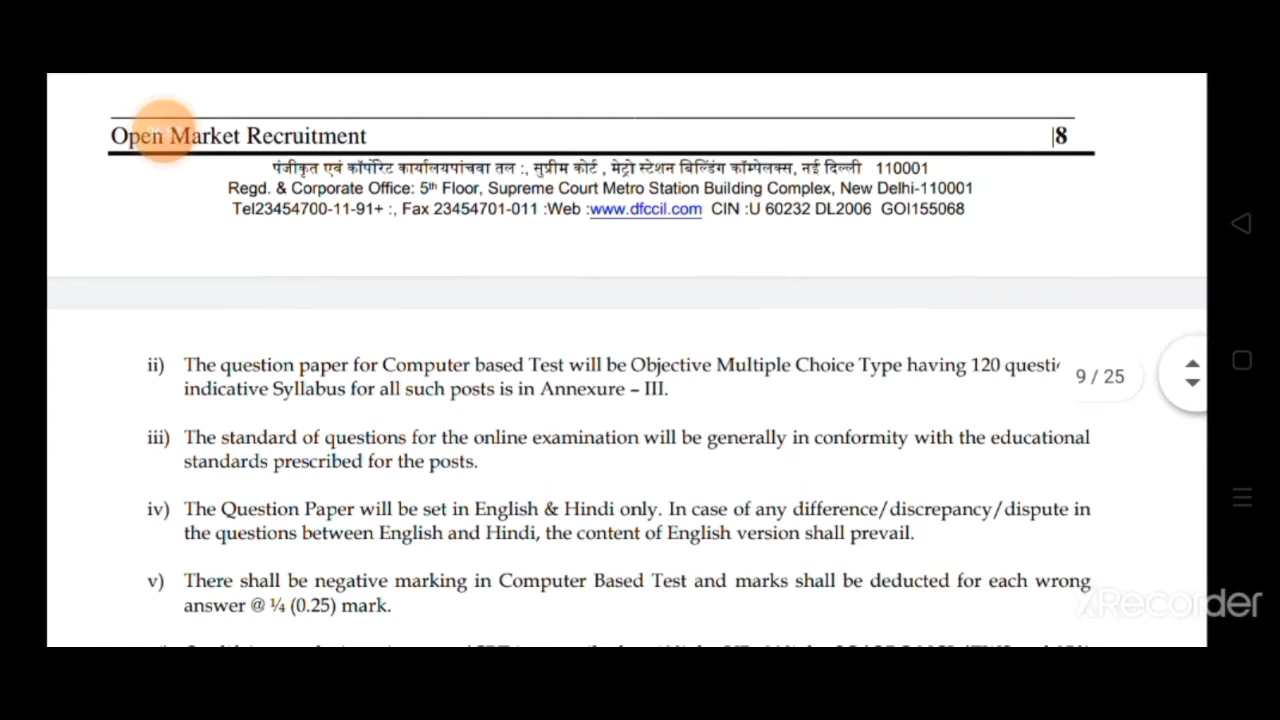 Open Market Recruitment |8
पंजीकृत एवं कॉर्पोरेट कार्यालयपांचवा तल :, सुप्रीम कोर्ट , मेट्रो स्टेशन बिल्डिंग कॉम्पेलक्स, नई दिल्ली 110001
Regd. & Corporate Office: 5th Floor, Supreme Court Metro Station Building Complex, New Delhi-110001
Tel23454700-11-91+ :, Fax 23454701-011 :Web :www.dfccil.com CIN :U 60232 DL2006 GOI155068
ii) The question paper for Computer based Test will be Objective Multiple Choice Type having 120 questi
indicative Syllabus for all such posts is in Annexure – III.
9 / 25
iii) The standard of questions for the online examination will be generally in conformity with the educational
standards prescribed for the posts.
iv) The Question Paper will be set in English & Hindi only. In case of any difference/discrepancy/dispute in
the questions between English and Hindi, the content of English version shall prevail.
v) There shall be negative marking in Computer Based Test and marks shall be deducted for each wrong
answer @ ¼ (0.25) mark.
XRecorder